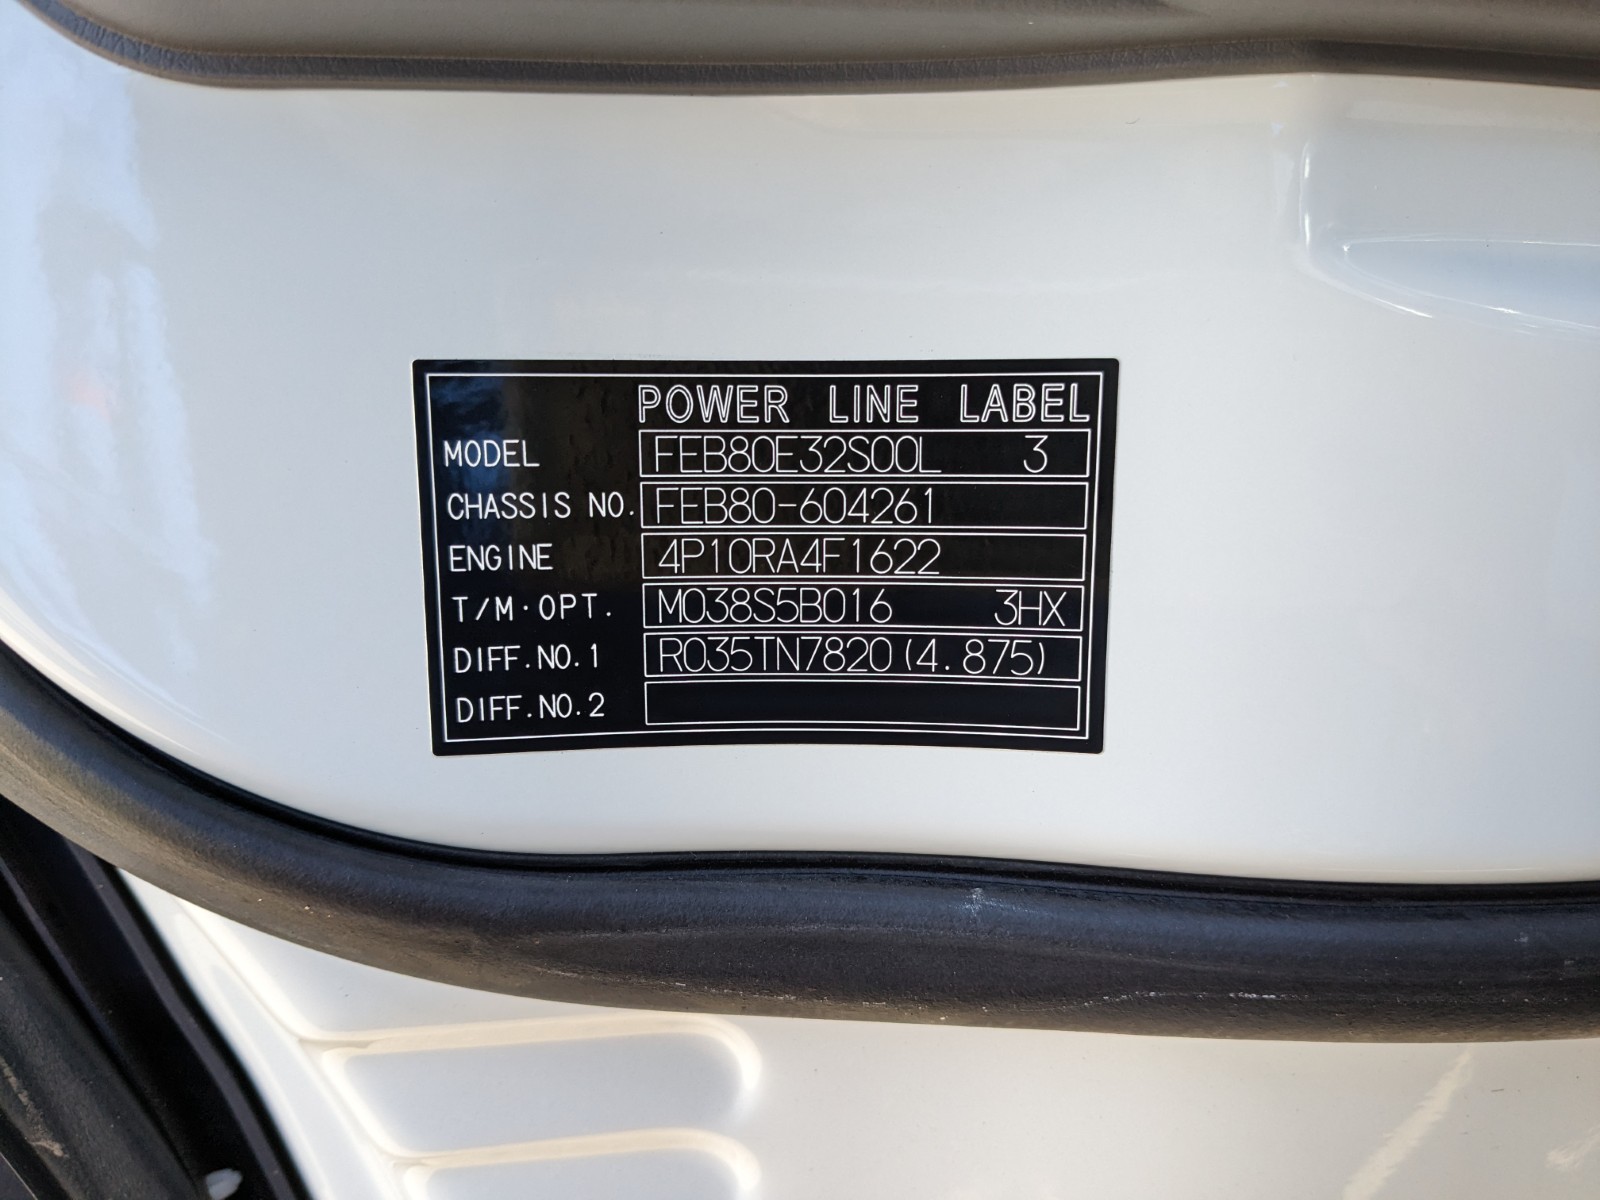 POWER LINE LABEL
MODEL FEB80E32S00L 3
CHASSIS NO. FEB80-604261
ENGINE 4P10RA4F1622
T/M·OPT. M038S5B016 3HX
DIFF.NO.1 R035TN7820(4.875)
DIFF.NO.2